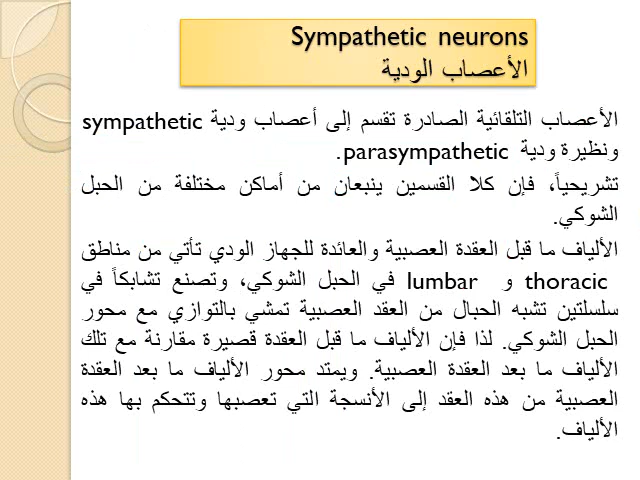 Sympathetic neurons
الأعصاب الودية
الأعصاب التلقائية الصادرة تقسم إلى أعصاب ودية sympathetic
ونظيرة ودية parasympathetic.
تشريحياً، فإن كلا القسمين ينبعان من أماكن مختلفة من الحبل
الشوكي.
الألياف ما قبل العقدة العصبية والعائدة للجهاز الودي تأتي من مناطق
thoracic و lumbar في الحبل الشوكي، وتصنع تشابكاً في
سلسلتين تشبه الحبال من العقد العصبية تمشي بالتوازي مع محور
الحبل الشوكي. لذا فإن الألياف ما قبل العقدة قصيرة مقارنة مع تلك
الألياف ما بعد العقدة العصبية. ويمتد محور الألياف ما بعد العقدة
العصبية من هذه العقد إلى الأنسجة التي تعصبها وتتحكم بها هذه
الألياف.